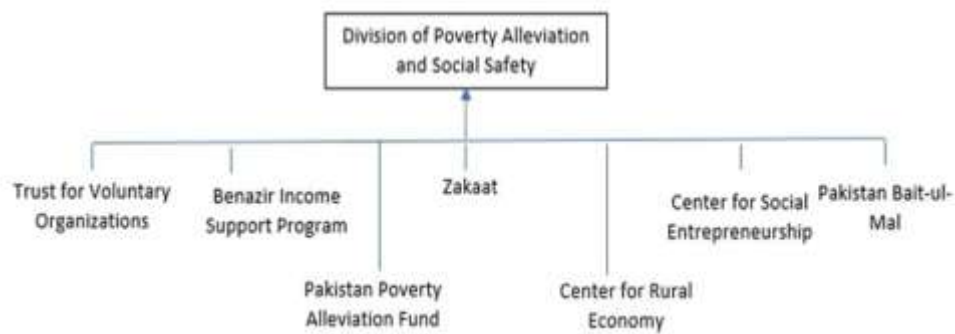 Division of Poverty Alleviation
and Social Safety
Trust for Voluntary
Organizations
Benazir Income
Support Program
Pakistan Poverty
Alleviation Fund
Zakaat
Center for Rural
Economy
Center for Social
Entrepreneurship
Pakistan Bait-ul-
Mal